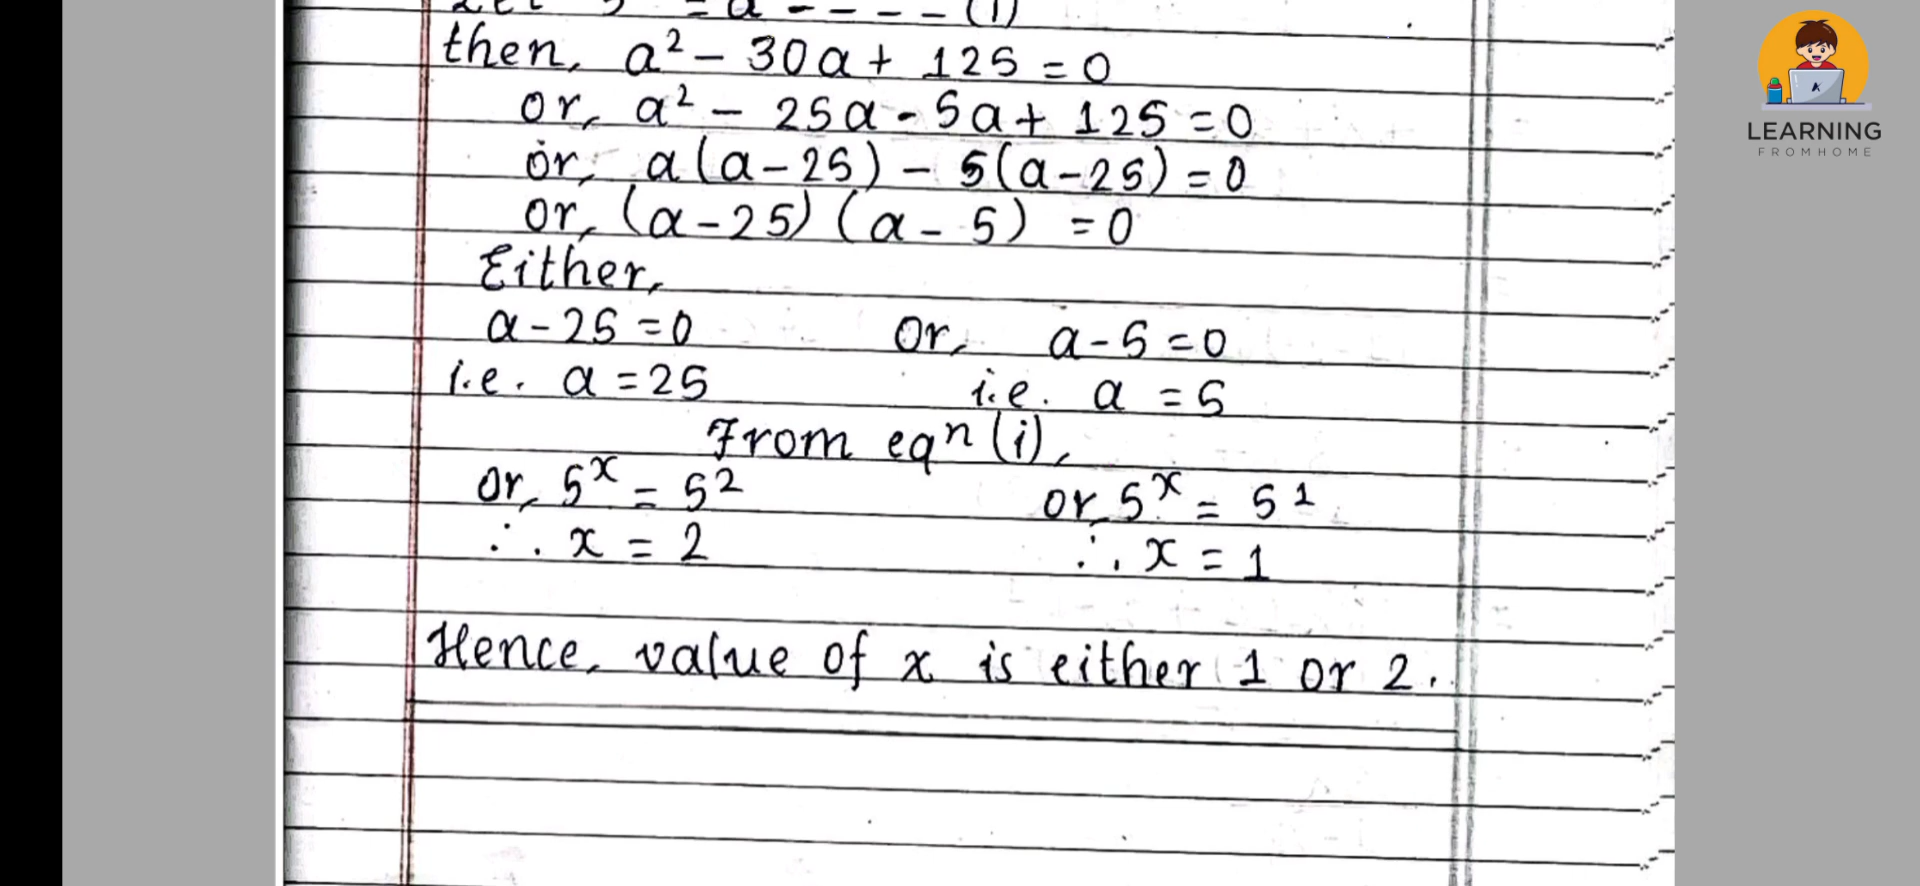 = a - - - - (i)
then, a² - 30a + 125 = 0
or, a² - 25a - 5a + 125 = 0
or, a(a-25) - 5(a-25) = 0
or, (a-25) (a-5) = 0
Either,
a-25 = 0 or, a-5 = 0
i.e. a = 25 i.e. a = 5
From eqⁿ (i),
or, 5ˣ = 5² or, 5ˣ = 5¹
∴ x = 2 ∴ x = 1
Hence, value of x is either 1 or 2.
K
LEARNING
FROMHOME